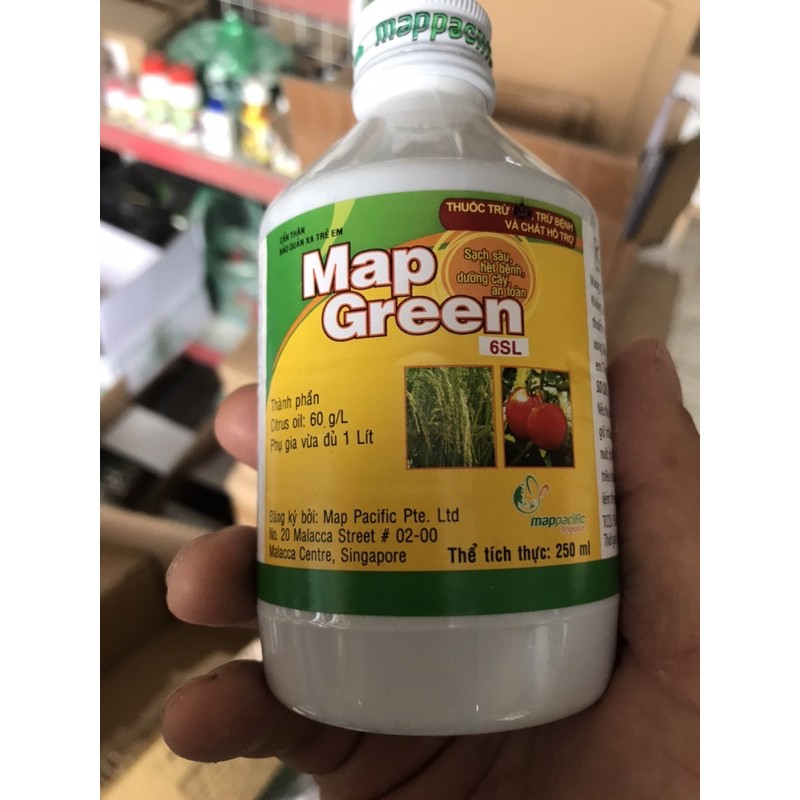 mappacific
CẨN THẬN
BẢO QUẢN XA TRẺ EM
THUỐC TRỪ SÂU, TRỪ BỆNH
VÀ CHẤT HỖ TRỢ
Map
Green
6SL
Sạch sâu,
hết bệnh,
dưỡng cây,
an toàn
Thành phần
Citrus oil: 60 g/L
Phụ gia vừa đủ 1 Lít
mappacific
Singapore
Đăng ký bởi: Map Pacific Pte. Ltd
No. 20 Malacca Street # 02-00
Malacca Centre, Singapore
Thể tích thực: 250 ml